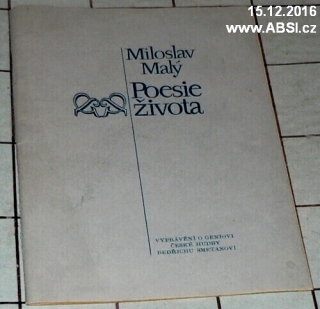 15.12.2016
www.ABSI.cz
Miloslav
Malý
Poesie
života
VYPRÁVĚNÍ O GENIOVI
ČESKÉ HUDBY
BEDŘICHU SMETANOVI